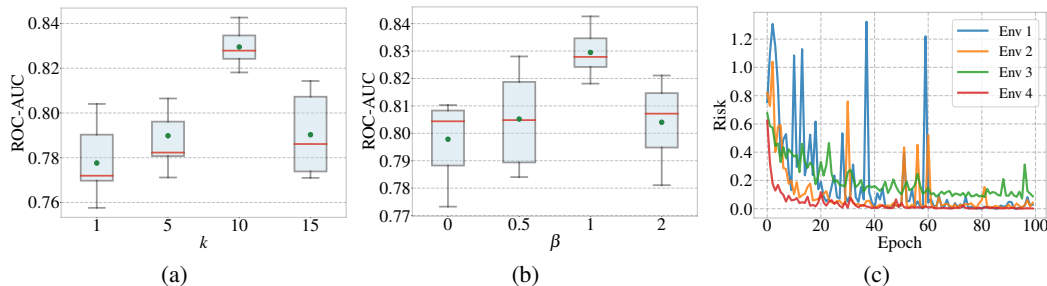 ROC-AUC
0.84
0.82
0.80
0.78
0.76
1 5 10 15
k
(a)
ROC-AUC
0.84
0.83
0.82
0.81
0.80
0.79
0.78
0.77
0 0.5 1 2
β
(b)
Risk
1.2
1.0
0.8
0.6
0.4
0.2
0.0
Env 1
Env 2
Env 3
Env 4
0 20 40 60 80 100
Epoch
(c)